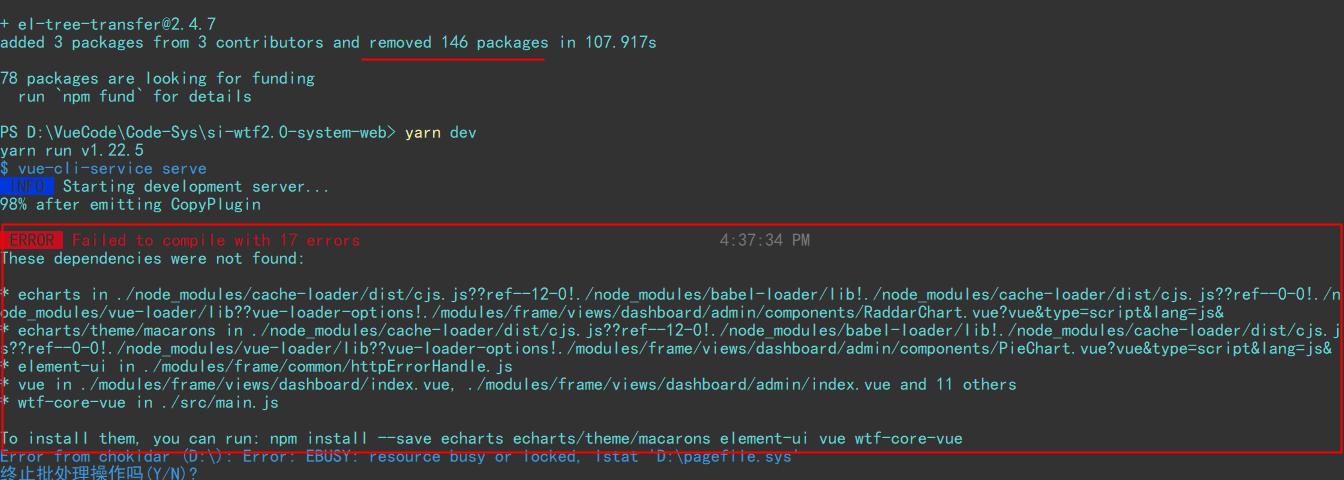 + el-tree-transfer@2.4.7
added 3 packages from 3 contributors and removed 146 packages in 107.917s
78 packages are looking for funding
run `npm fund` for details
PS D:\VueCode\Code-Sys\si-wtf2.0-system-web> yarn dev
yarn run v1.22.5
$ vue-cli-service serve
INFO Starting development server...
98% after emitting CopyPlugin
ERROR Failed to compile with 17 errors 4:37:34 PM
These dependencies were not found:
* echarts in ./node_modules/cache-loader/dist/cjs.js??ref--12-0!./node_modules/babel-loader/lib!./node_modules/cache-loader/dist/cjs.js??ref--0-0!./n
ode_modules/vue-loader/lib??vue-loader-options!./modules/frame/views/dashboard/admin/components/RaddarChart.vue?vue&type=script&lang=js&
* echarts/theme/macarons in ./node_modules/cache-loader/dist/cjs.js??ref--12-0!./node_modules/babel-loader/lib!./node_modules/cache-loader/dist/cjs.j
s??ref--0-0!./node_modules/vue-loader/lib??vue-loader-options!./modules/frame/views/dashboard/admin/components/PieChart.vue?vue&type=script&lang=js&
* element-ui in ./modules/frame/common/httpErrorHandle.js
* vue in ./modules/frame/views/dashboard/index.vue, ./modules/frame/views/dashboard/admin/index.vue and 11 others
* wtf-core-vue in ./src/main.js
To install them, you can run: npm install --save echarts echarts/theme/macarons element-ui vue wtf-core-vue
Error from chokidar (D:\): Error: EBUSY: resource busy or locked, lstat 'D:\pagefile.sys'
终止批处理操作吗(Y/N)?